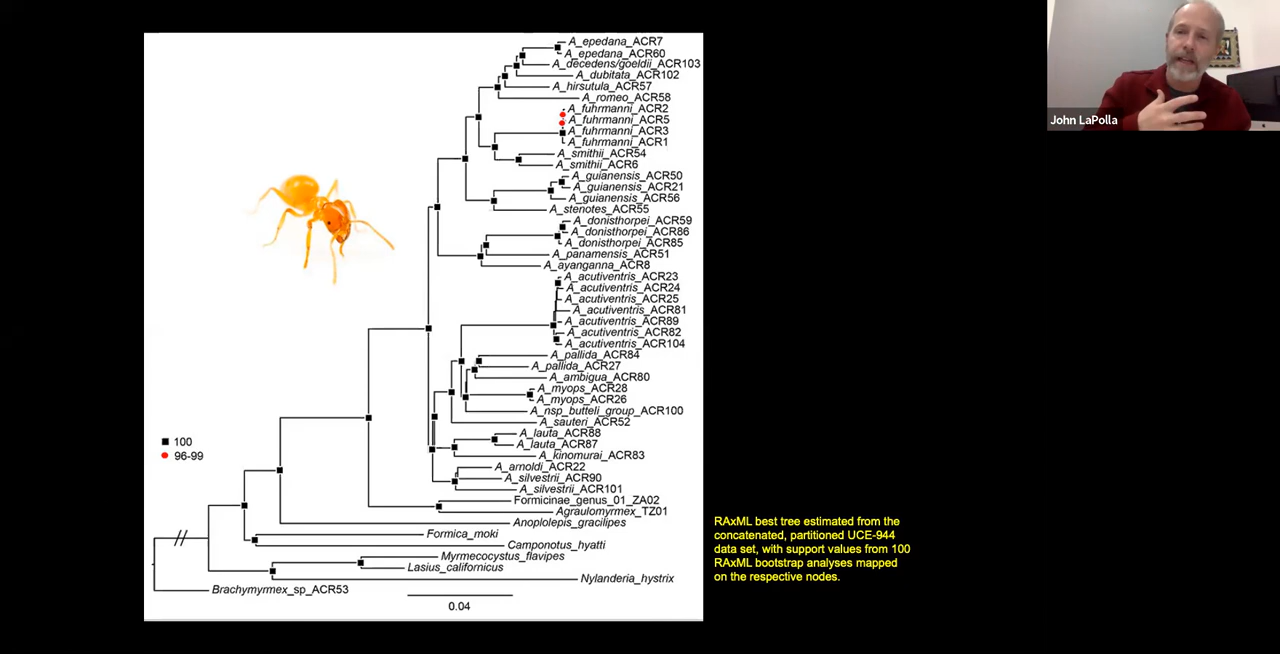 A_epedana_ACR7
A_epedana_ACR60
A_decedens/goeldii_ACR103
A_dubitata_ACR102
A_hirsutula_ACR57
A_romeo_ACR58
A_fuhrmanni_ACR2
A_fuhrmanni_ACR5
A_fuhrmanni_ACR3
A_fuhrmanni_ACR1
A_smithii_ACR54
A_smithii_ACR6
A_guianensis_ACR50
A_guianensis_ACR21
A_guianensis_ACR56
A_stenotes_ACR55
A_donisthorpei_ACR59
A_donisthorpei_ACR86
A_donisthorpei_ACR85
A_panamensis_ACR51
A_ayanganna_ACR8
A_acutiventris_ACR23
A_acutiventris_ACR24
A_acutiventris_ACR25
A_acutiventris_ACR81
A_acutiventris_ACR89
A_acutiventris_ACR82
A_acutiventris_ACR104
A_pallida_ACR84
A_pallida_ACR27
A_ambigua_ACR80
A_myops_ACR28
A_myops_ACR26
A_nsp_butteli_group_ACR100
A_sauteri_ACR52
A_lauta_ACR88
A_lauta_ACR87
A_kinomurai_ACR83
A_arnoldi_ACR22
A_silvestrii_ACR90
A_silvestrii_ACR101
Formicinae_genus_01_ZA02
Agraulomyrmex_TZ01
Anoplolepis_gracilipes
Formica_moki
Camponotus_hyatti
Myrmecocystus_flavipes
Lasius_californicus
Nylanderia_hystrix
Brachymyrmex_sp_ACR53
100
96-99
0.04
RAxML best tree estimated from the
concatenated, partitioned UCE-944
data set, with support values from 100
RAxML bootstrap analyses mapped
on the respective nodes.
John LaPolla